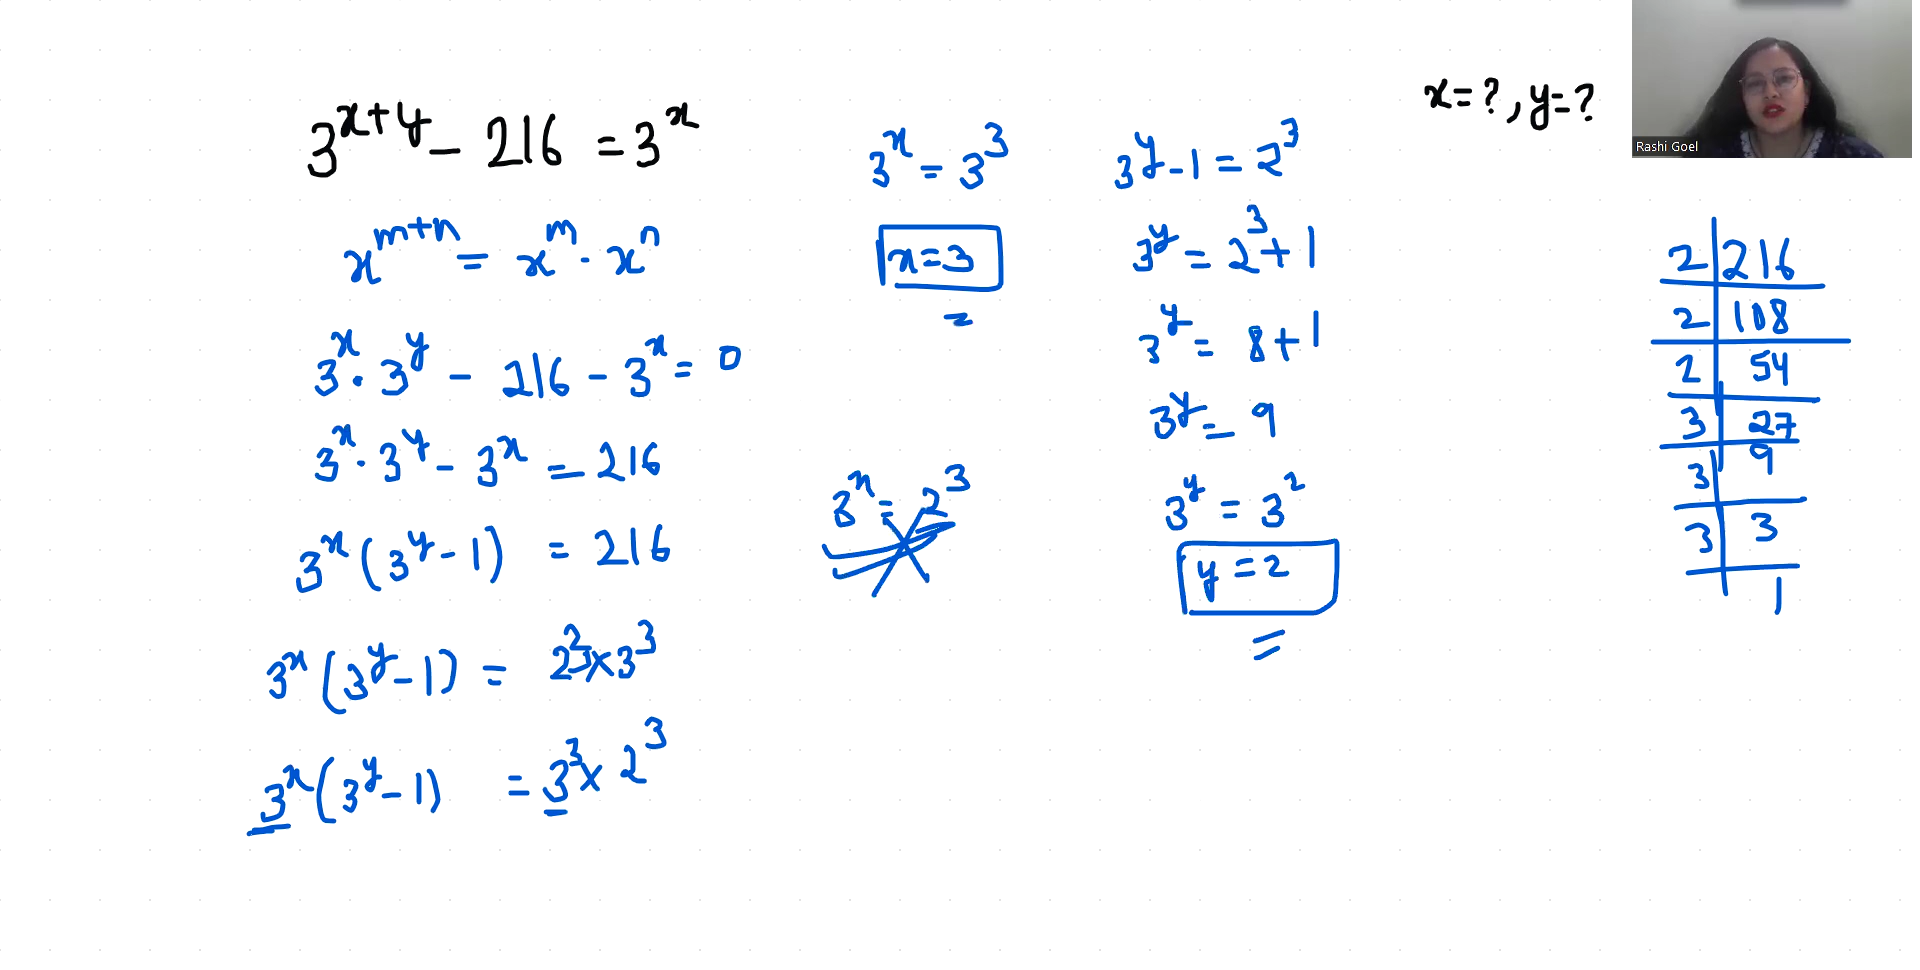 3^{x+y} - 216 = 3^x
x^{m+n} = x^m · x^n
3^x · 3^y - 216 - 3^x = 0
3^x · 3^y - 3^x = 216
3^x (3^y - 1) = 216
3^x (3^y - 1) = 2^3 × 3^3
3^x (3^y - 1) = 3^3 × 2^3
3^x = 3^3
x = 3
3^x = 2^3
3^y - 1 = 2^3
3^y = 2^3 + 1
3^y = 8 + 1
3^y = 9
3^y = 3^2
y = 2
x = ?, y = ?
Rashi Goel
2 | 216
2 | 108
2 | 54
3 | 27
3 | 9
3 | 3
1